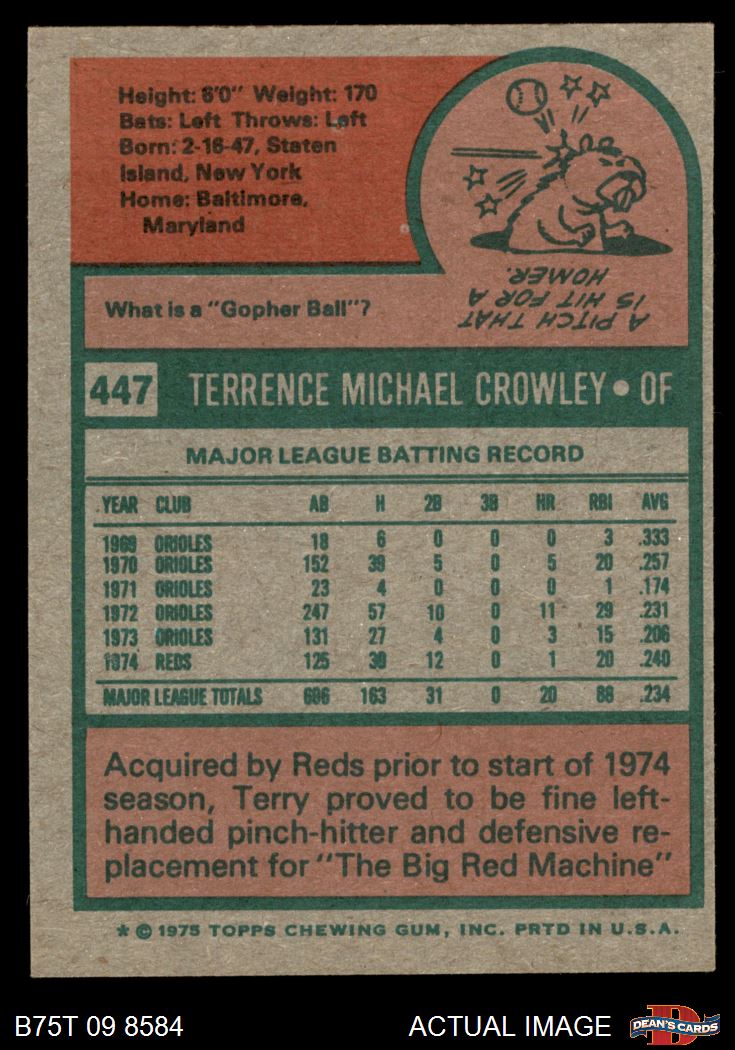 Height: 6'0" Weight: 170
Bats: Left Throws: Left
Born: 2-16-47, Staten
Island, New York
Home: Baltimore,
Maryland
What is a "Gopher Ball"?
A PITCH THAT
IS HIT FOR A
HOMER.
447 TERRENCE MICHAEL CROWLEY • OF
MAJOR LEAGUE BATTING RECORD
YEAR CLUB AB H 2B 3B HR RBI AVG
1969 ORIOLES 18 6 0 0 0 3 .333
1970 ORIOLES 152 39 5 0 5 20 .257
1971 ORIOLES 23 4 0 0 0 1 .174
1972 ORIOLES 247 57 10 0 11 29 .231
1973 ORIOLES 131 27 4 0 3 15 .206
1974 REDS 125 30 12 0 1 20 .240
MAJOR LEAGUE TOTALS 696 163 31 0 20 88 .234
Acquired by Reds prior to start of 1974
season, Terry proved to be fine left-
handed pinch-hitter and defensive re-
placement for "The Big Red Machine"
* © 1975 TOPPS CHEWING GUM, INC. PRTD IN U.S.A.
B75T 09 8584 ACTUAL IMAGE D DEAN'S CARDS